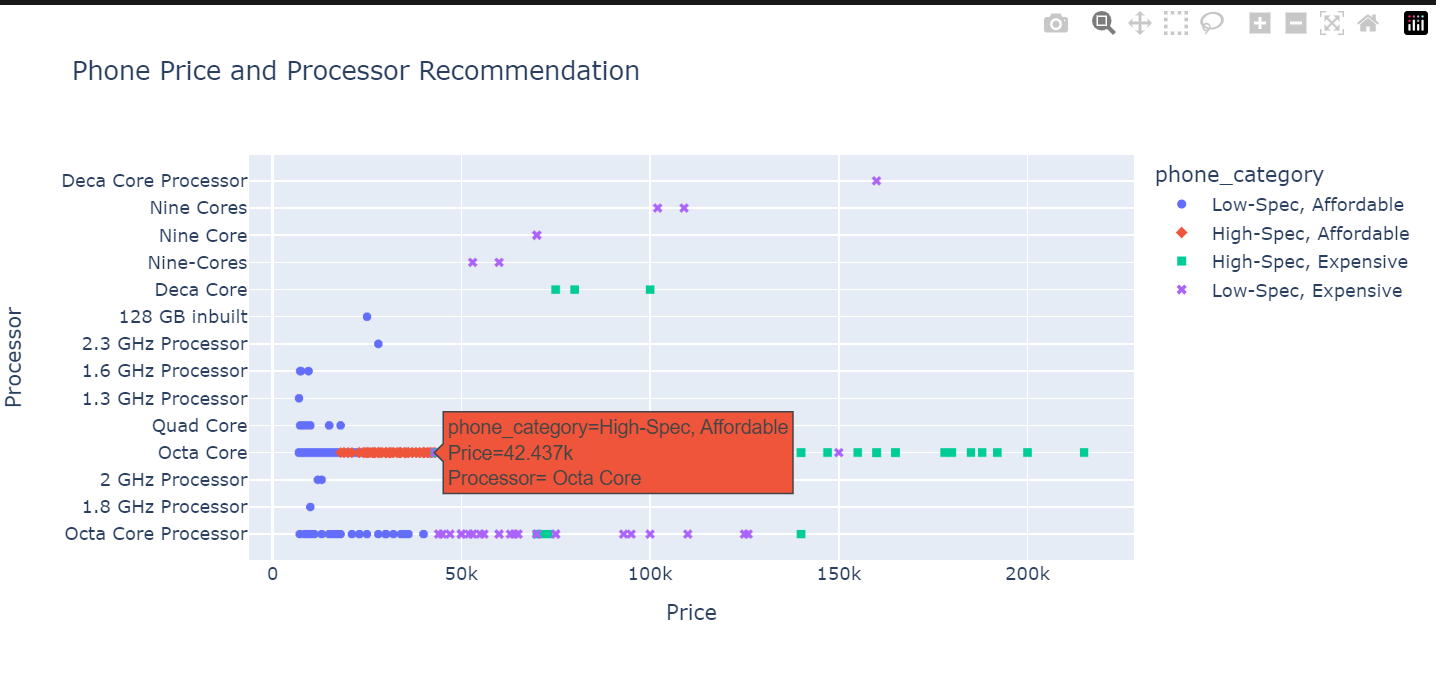 Phone Price and Processor Recommendation
phone_category
Low-Spec, Affordable
High-Spec, Affordable
High-Spec, Expensive
Low-Spec, Expensive
Processor
Deca Core Processor
Nine Cores
Nine Core
Nine-Cores
Deca Core
128 GB inbuilt
2.3 GHz Processor
1.6 GHz Processor
1.3 GHz Processor
Quad Core
Octa Core
2 GHz Processor
1.8 GHz Processor
Octa Core Processor
phone_category=High-Spec, Affordable
Price=42.437k
Processor= Octa Core
0 50k 100k 150k 200k
Price